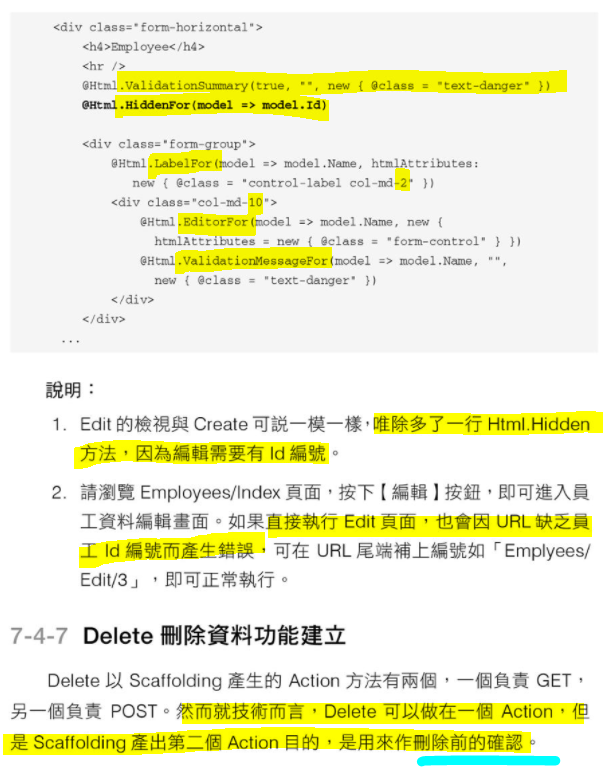 <div class="form-horizontal">
<h4>Employee</h4>
<hr />
@Html.ValidationSummary(true, "", new { @class = "text-danger" })
@Html.HiddenFor(model => model.Id)
<div class="form-group">
@Html.LabelFor(model => model.Name, htmlAttributes:
new { @class = "control-label col-md-2" })
<div class="col-md-10">
@Html.EditorFor(model => model.Name, new {
htmlAttributes = new { @class = "form-control" } })
@Html.ValidationMessageFor(model => model.Name, "",
new { @class = "text-danger" })
</div>
</div>
...
說明：
1. Edit 的檢視與 Create 可說一模一樣，唯除多了一行 Html.Hidden
方法，因為編輯需要有 Id 編號。
2. 請瀏覽 Employees/Index 頁面，按下【編輯】按鈕，即可進入員
工資料編輯畫面。如果直接執行 Edit 頁面，也會因 URL 缺乏員
工 Id 編號而產生錯誤，可在 URL 尾端補上編號如「Emplyees/
Edit/3」，即可正常執行。
7-4-7 Delete 刪除資料功能建立
Delete 以 Scaffolding 產生的 Action 方法有兩個，一個負責 GET，
另一個負責 POST。然而就技術而言，Delete 可以做在一個 Action，但
是 Scaffolding 產出第二個 Action 目的，是用來作刪除前的確認。